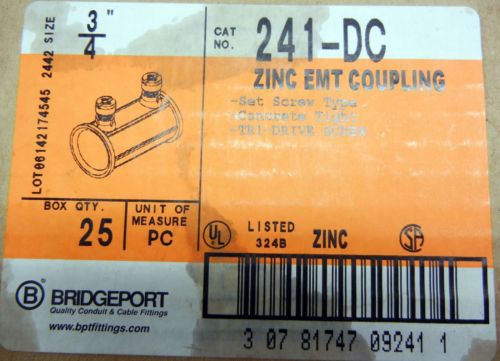 LOT06142174545 2442 SIZE
3"
4
CAT NO. 241-DC
ZINC EMT COUPLING
-Set Screw Type
-Concrete Tight
-TRI-DRIVE SCREW
BOX QTY.
25
UNIT OF MEASURE
PC
UL
LISTED
324B
ZINC
SA
B BRIDGEPORT
Quality Conduit & Cable Fittings
www.bptfittings.com
3 07 81747 09241 1